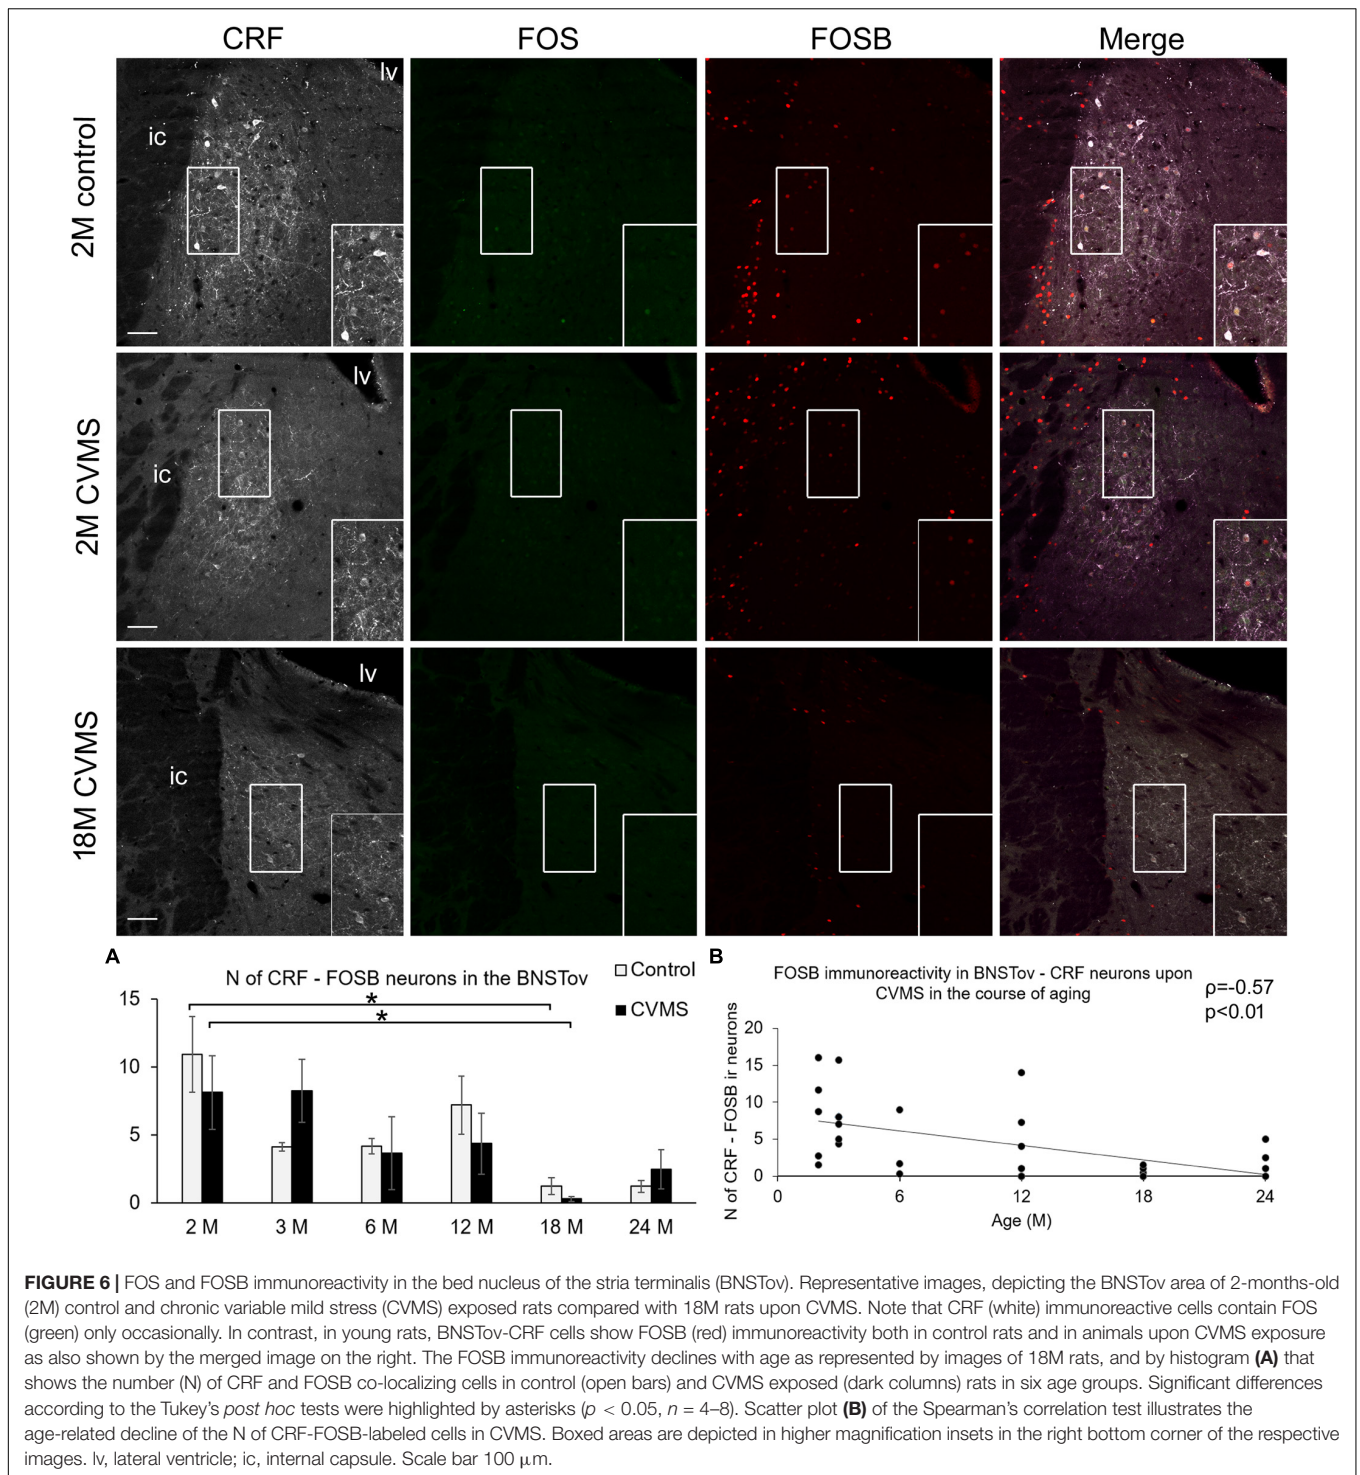 CRF FOS FOSB Merge
2M control
ic lv
2M CVMS
ic lv
18M CVMS
ic lv
A
N of CRF - FOSB neurons in the BNSTov
Control
CVMS
*
*
15
10
5
0
2 M 3 M 6 M 12 M 18 M 24 M
B
FOSB immunoreactivity in BNSTov - CRF neurons upon
CVMS in the course of aging
ρ=-0.57
p<0.01
N of CRF - FOSB ir neurons
20
15
10
5
0
0 6 12 18 24
Age (M)
FIGURE 6 | FOS and FOSB immunoreactivity in the bed nucleus of the stria terminalis (BNSTov). Representative images, depicting the BNSTov area of 2-months-old
(2M) control and chronic variable mild stress (CVMS) exposed rats compared with 18M rats upon CVMS. Note that CRF (white) immunoreactive cells contain FOS
(green) only occasionally. In contrast, in young rats, BNSTov-CRF cells show FOSB (red) immunoreactivity both in control rats and in animals upon CVMS exposure
as also shown by the merged image on the right. The FOSB immunoreactivity declines with age as represented by images of 18M rats, and by histogram (A) that
shows the number (N) of CRF and FOSB co-localizing cells in control (open bars) and CVMS exposed (dark columns) rats in six age groups. Significant differences
according to the Tukey's post hoc tests were highlighted by asterisks (p < 0.05, n = 4–8). Scatter plot (B) of the Spearman's correlation test illustrates the
age-related decline of the N of CRF-FOSB-labeled cells in CVMS. Boxed areas are depicted in higher magnification insets in the right bottom corner of the respective
images. lv, lateral ventricle; ic, internal capsule. Scale bar 100 μm.